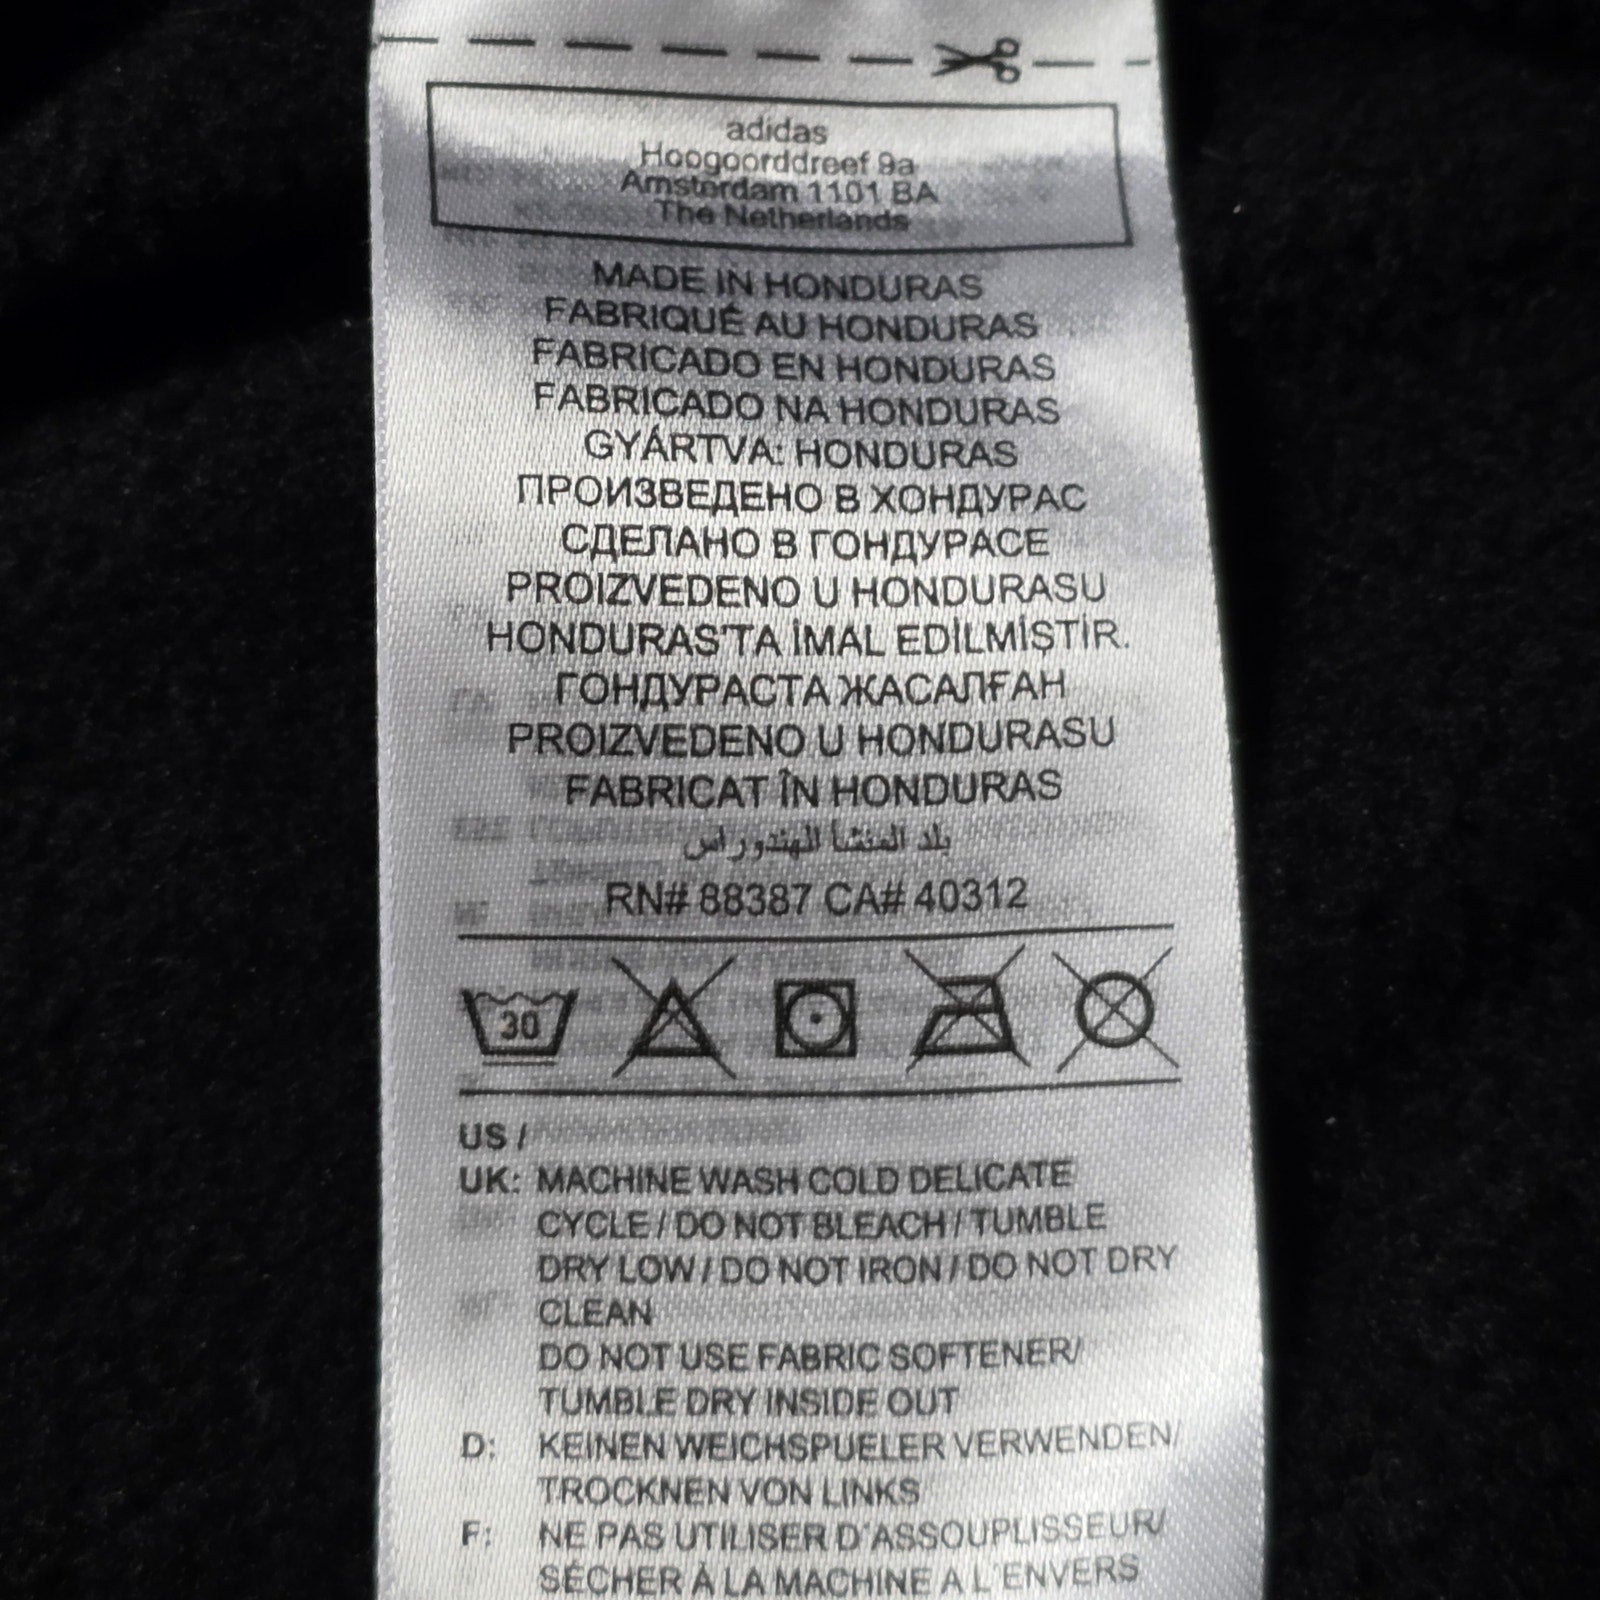 adidas
Hoogoorddreef 9a
Amsterdam 1101 BA
The Netherlands
MADE IN HONDURAS
FABRIQUÉ AU HONDURAS
FABRICADO EN HONDURAS
FABRICADO NA HONDURAS
GYÁRTVA: HONDURAS
ПРОИЗВЕДЕНО В ХОНДУРАС
СДЕЛАНО В ГОНДУРАСЕ
PROIZVEDENO U HONDURASU
HONDURAS'TA İMAL EDİLMİŞTİR.
ГОНДУРАСТА ЖАСАЛҒАН
PROIZVEDENO U HONDURASU
FABRICAT ÎN HONDURAS
بلد المنشأ الهندوراس
RN# 88387 CA# 40312
30
US /
UK: MACHINE WASH COLD DELICATE
CYCLE / DO NOT BLEACH / TUMBLE
DRY LOW / DO NOT IRON / DO NOT DRY
CLEAN
DO NOT USE FABRIC SOFTENER/
TUMBLE DRY INSIDE OUT
D: KEINEN WEICHSPUELER VERWENDEN/
TROCKNEN VON LINKS
F: NE PAS UTILISER D'ASSOUPLISSEUR/
SÉCHER À LA MACHINE A L'ENVERS